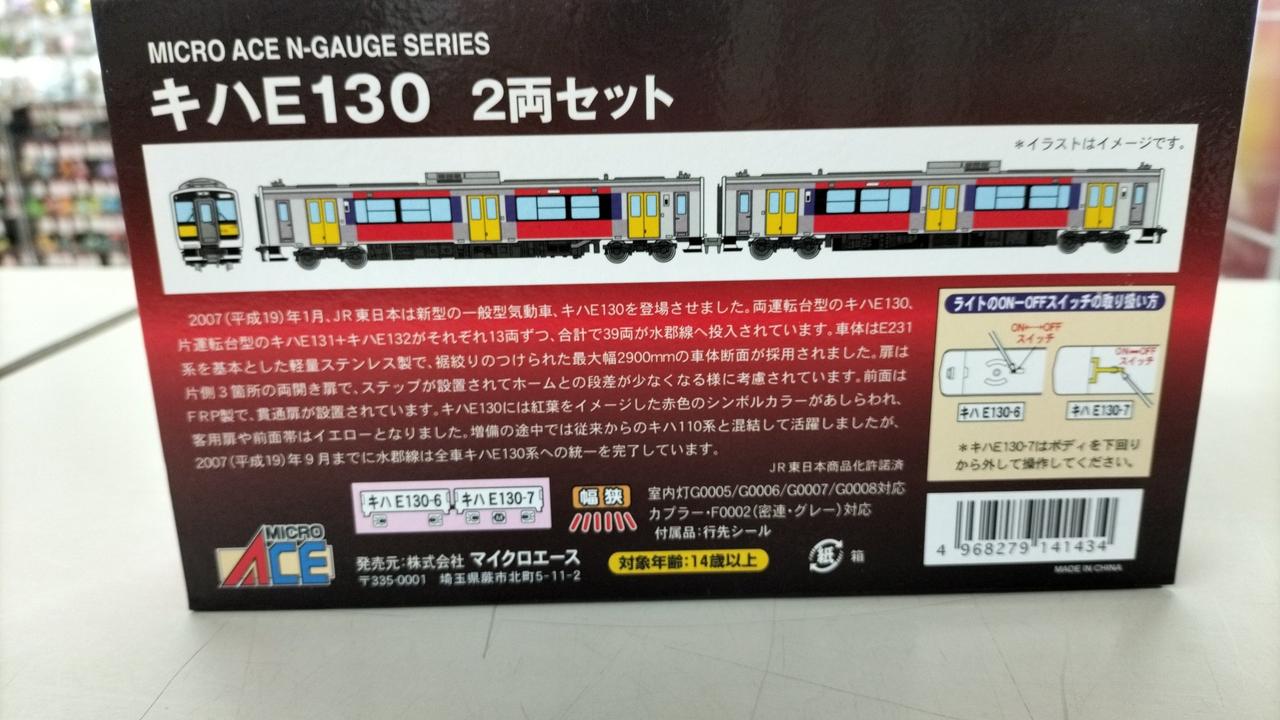 MICRO ACE N-GAUGE SERIES
キハE130 2両セット
＊イラストはイメージです。
2007(平成19)年1月、JR東日本は新型の一般型気動車、キハE130を登場させました。両運転台型のキハE130、
片運転台型のキハE131+キハE132がそれぞれ13両ずつ、合計で39両が水郡線へ投入されています。車体はE231
系を基本とした軽量ステンレス製で、裾絞りのつけられた最大幅2900mmの車体断面が採用されました。扉は
片側3箇所の両開き扉で、ステップが設置されてホームとの段差が少なくなる様に考慮されています。前面は
FRP製で、貫通扉が設置されています。キハE130には紅葉をイメージした赤色のシンボルカラーがあしらわれ、
客用扉や前面帯はイエローとなりました。増備の途中では従来からのキハ110系と混結して活躍しましたが、
2007(平成19)年9月までに水郡線は全車キハE130系への統一を完了しています。
JR東日本商品化許諾済
ライトのON-OFFスイッチの取り扱い方
ON↔OFF
スイッチ
ON↔OFF
スイッチ
キハE130-6
キハE130-7
＊キハE130-7はボディを下回り
から外して操作してください。
キハE130-6
キハE130-7
幅狭
室内灯G0005/G0006/G0007/G0008対応
カプラー・F0002(密連・グレー)対応
付属品:行先シール
MICRO
ACE
発売元:株式会社 マイクロエース
〒335-0001 埼玉県蕨市北町5-11-2
対象年齢:14歳以上
紙 箱
4 968279 141434
MADE IN CHINA